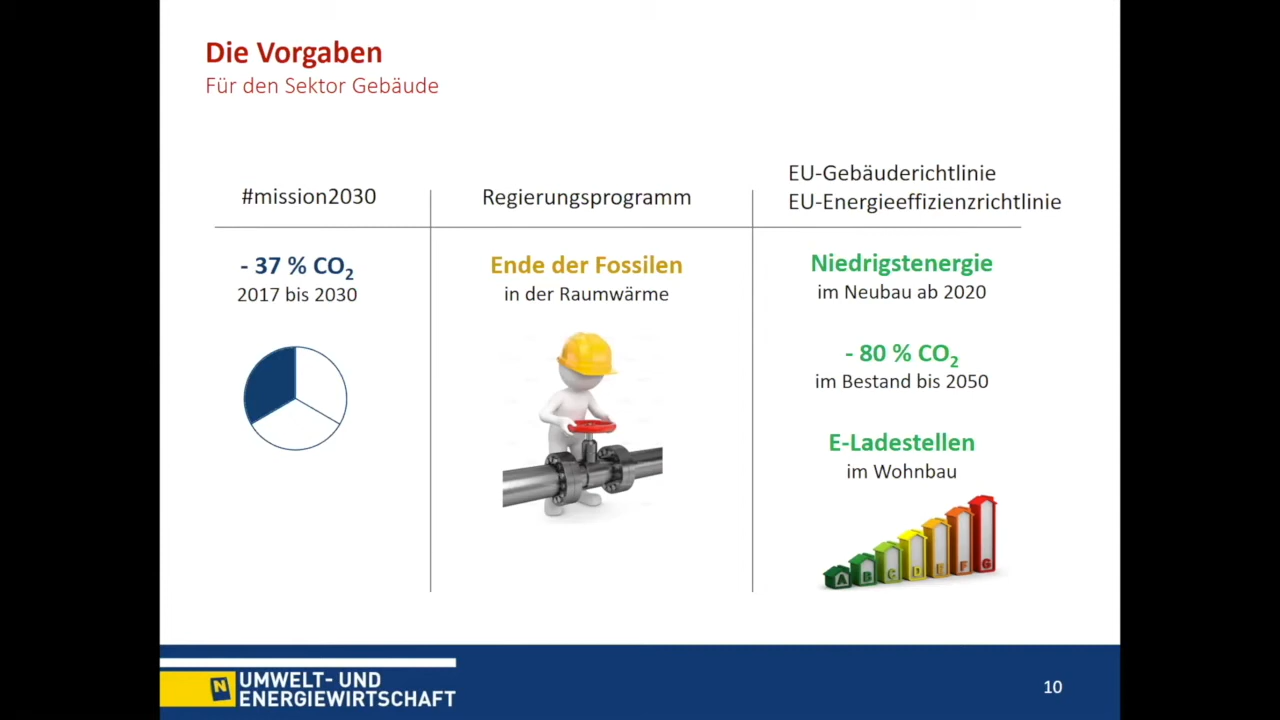 Die Vorgaben
Für den Sektor Gebäude
#mission2030
- 37 % CO₂
2017 bis 2030
Regierungsprogramm
Ende der Fossilen
in der Raumwärme
EU-Gebäuderichtlinie
EU-Energieeffizienzrichtlinie
Niedrigstenergie
im Neubau ab 2020
- 80 % CO₂
im Bestand bis 2050
E-Ladestellen
im Wohnbau
A B C D E F G
N UMWELT- UND
ENERGIEWIRTSCHAFT
10